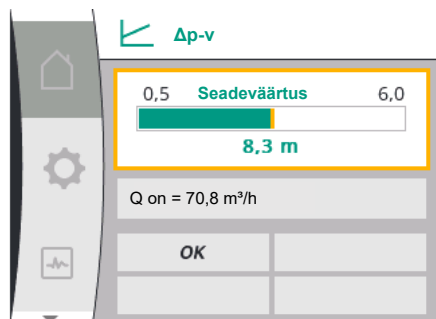 Δp-v
0,5 Seadeväärtus 6,0
8,3 m
Q on = 70,8 m³/h
OK